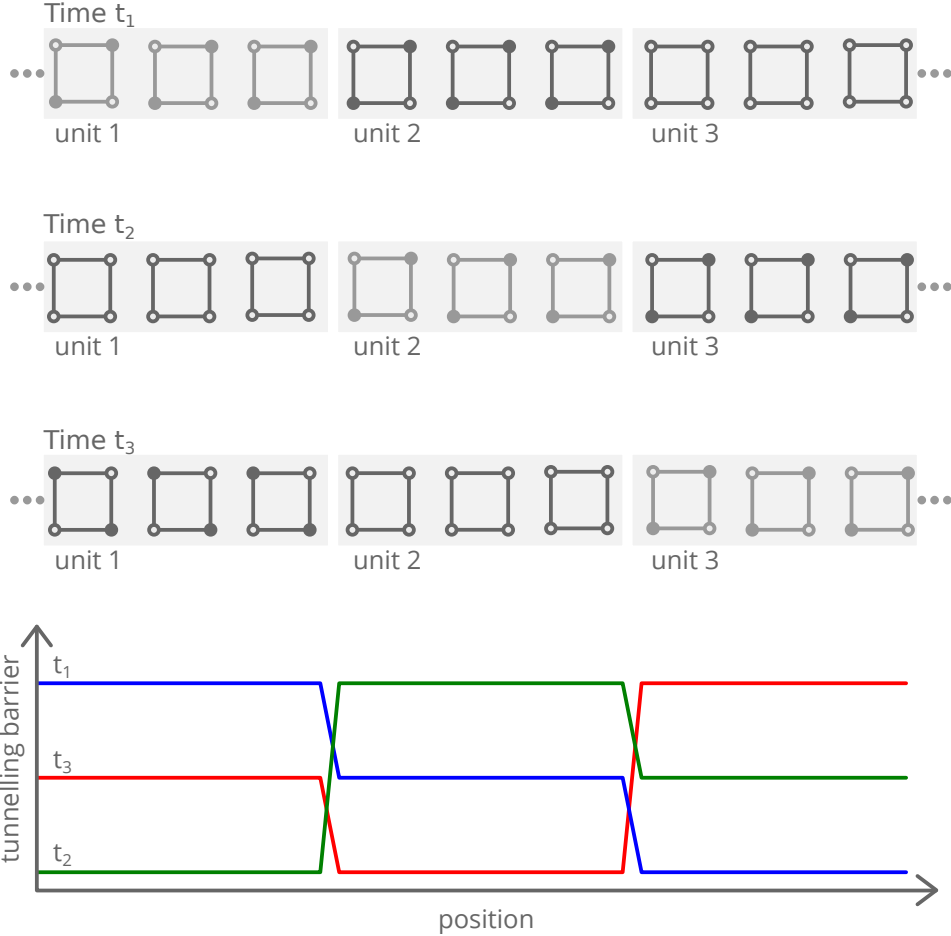 Time t₁
unit 1 unit 2 unit 3
Time t₂
unit 1 unit 2 unit 3
Time t₃
unit 1 unit 2 unit 3
tunnelling barrier
t₁
t₃
t₂
position